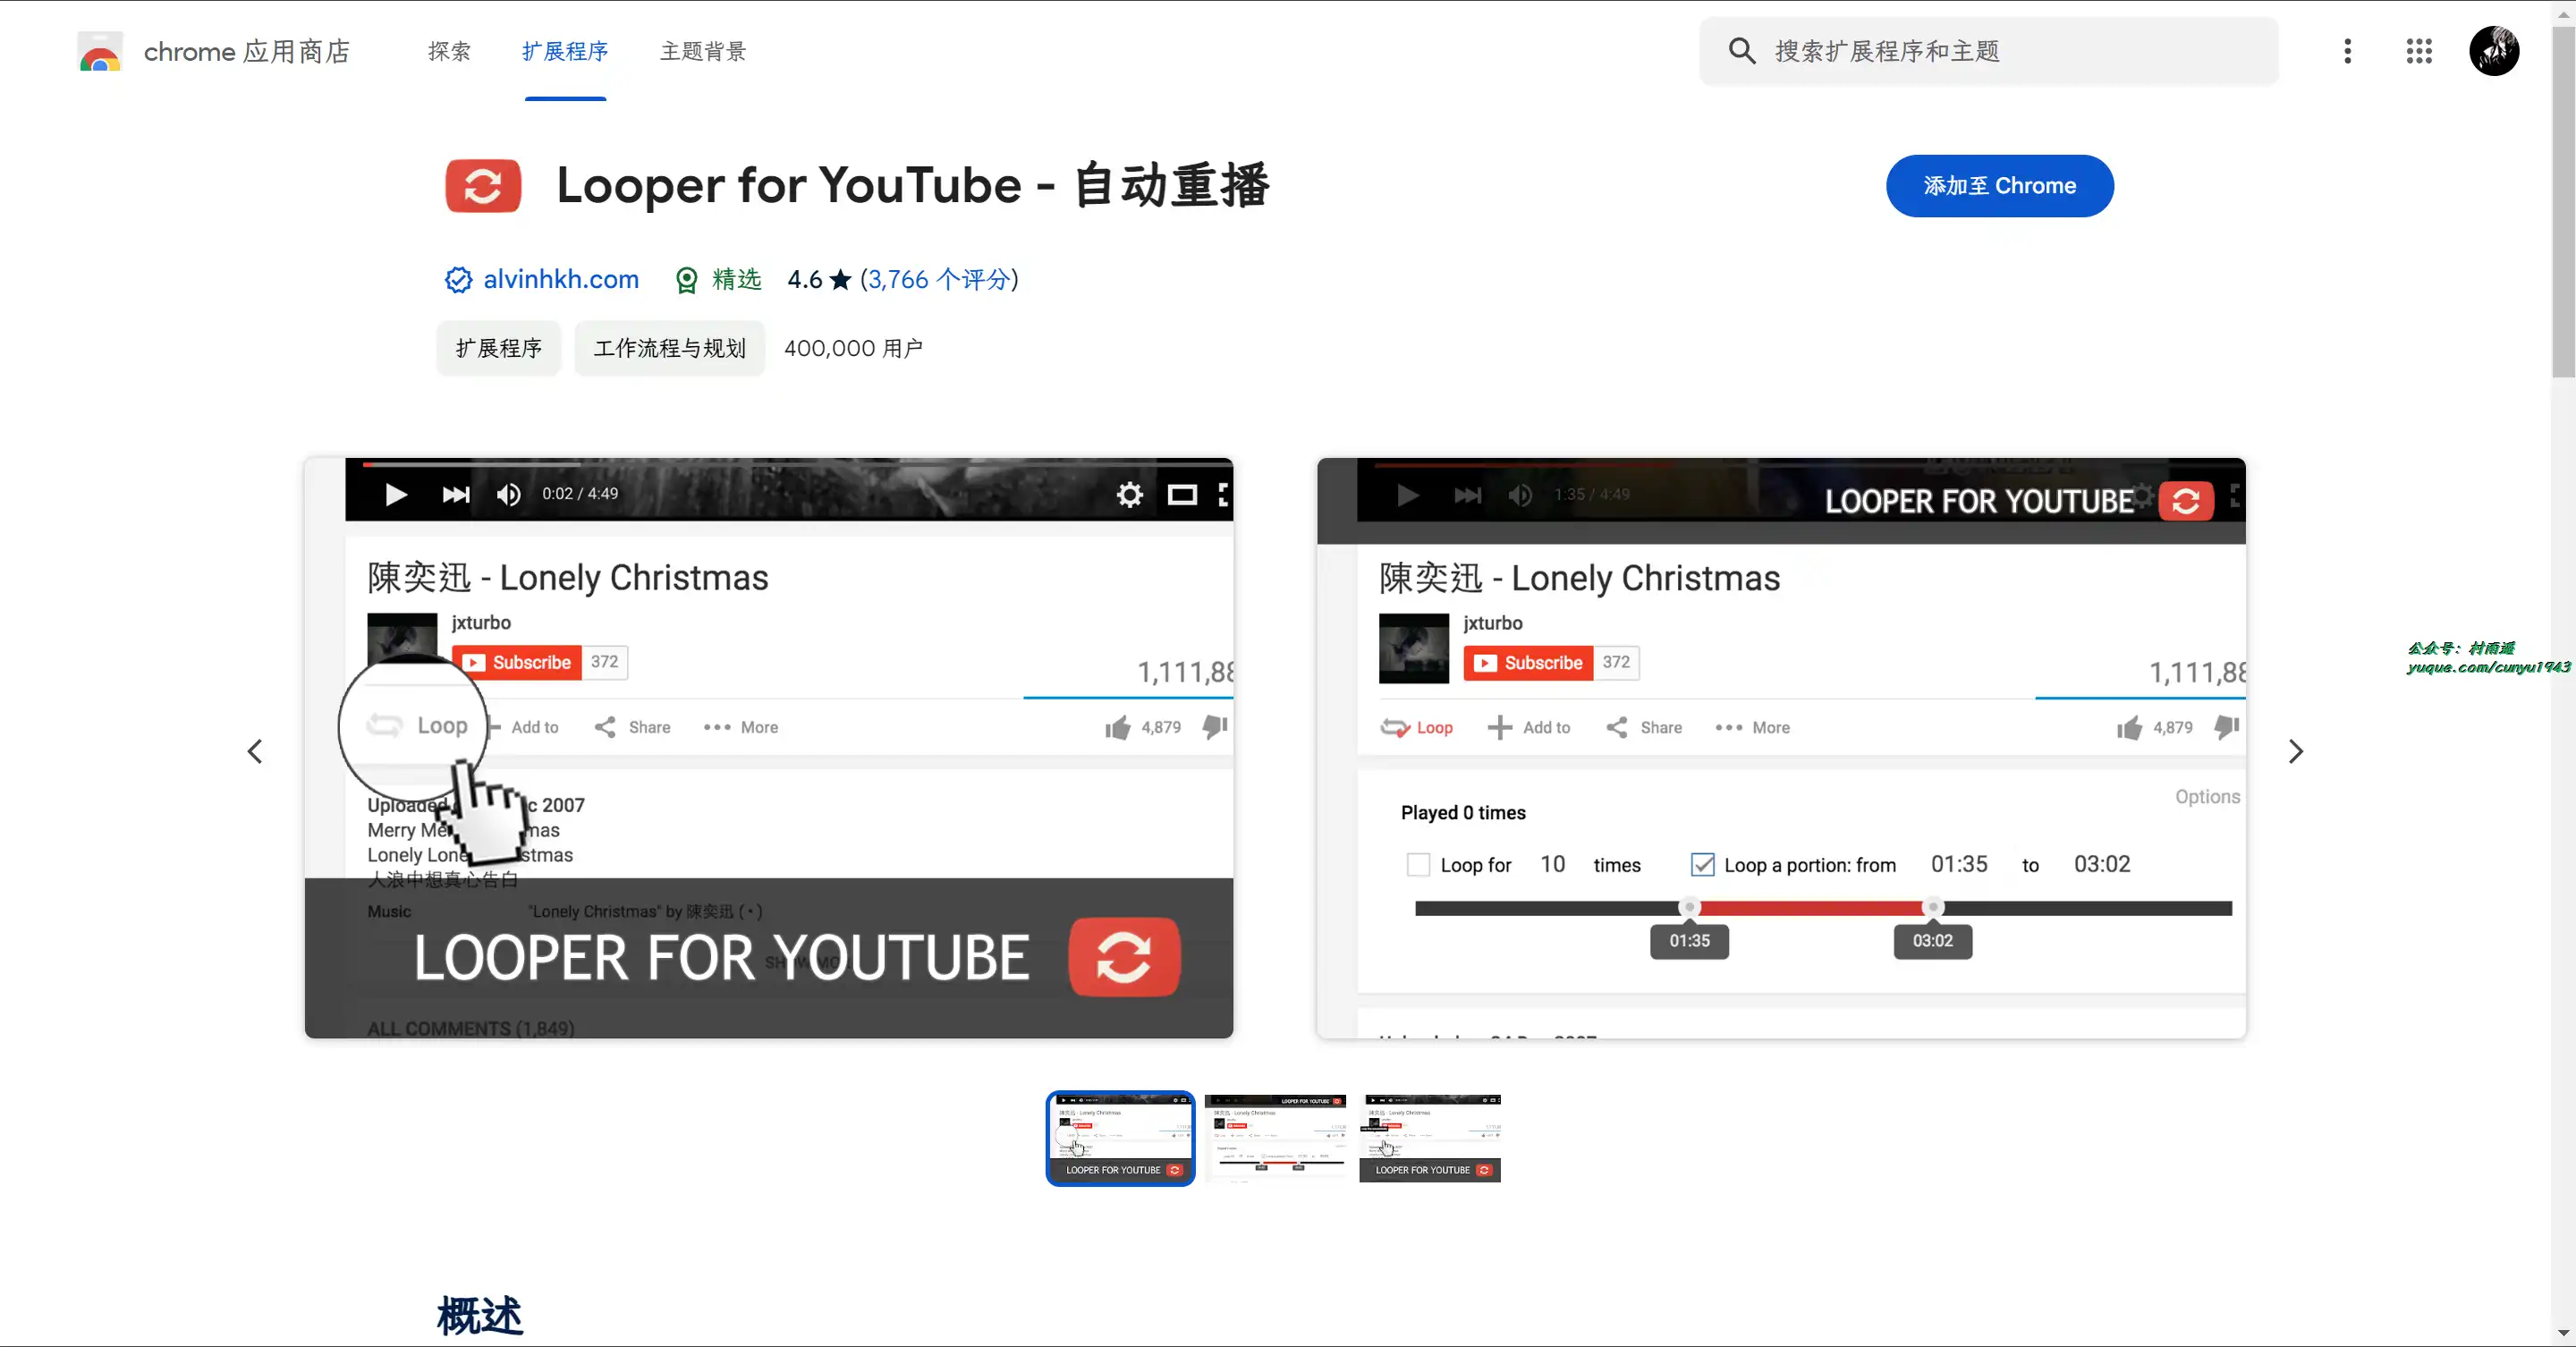 chrome 应用商店 探索 扩展程序 主题背景 搜索扩展程序和主题
Looper for YouTube - 自动重播 添加至 Chrome
alvinhkh.com 精选 4.6 ★ (3,766 个评分)
扩展程序 工作流程与规划 400,000 用户
0:02 / 4:49
陳奕迅 - Lonely Christmas
jxturbo
Subscribe 372
1,111,88
Loop Add to Share More 4,879
Uploaded c 2007
Merry Me mas
Lonely Lone stmas
人浪中想真心告白
Music "Lonely Christmas" by 陳奕迅 (•)
LOOPER FOR YOUTUBE
ALL COMMENTS (1,849)
1:35 / 4:49
LOOPER FOR YOUTUBE
陳奕迅 - Lonely Christmas
jxturbo
Subscribe 372
1,111,88
Loop Add to Share More 4,879
Options
Played 0 times
Loop for 10 times Loop a portion: from 01:35 to 03:02
01:35 03:02
公众号：村雨遥
yuque.com/cunyu1943
LOOPER FOR YOUTUBE
LOOPER FOR YOUTUBE
LOOPER FOR YOUTUBE
概述